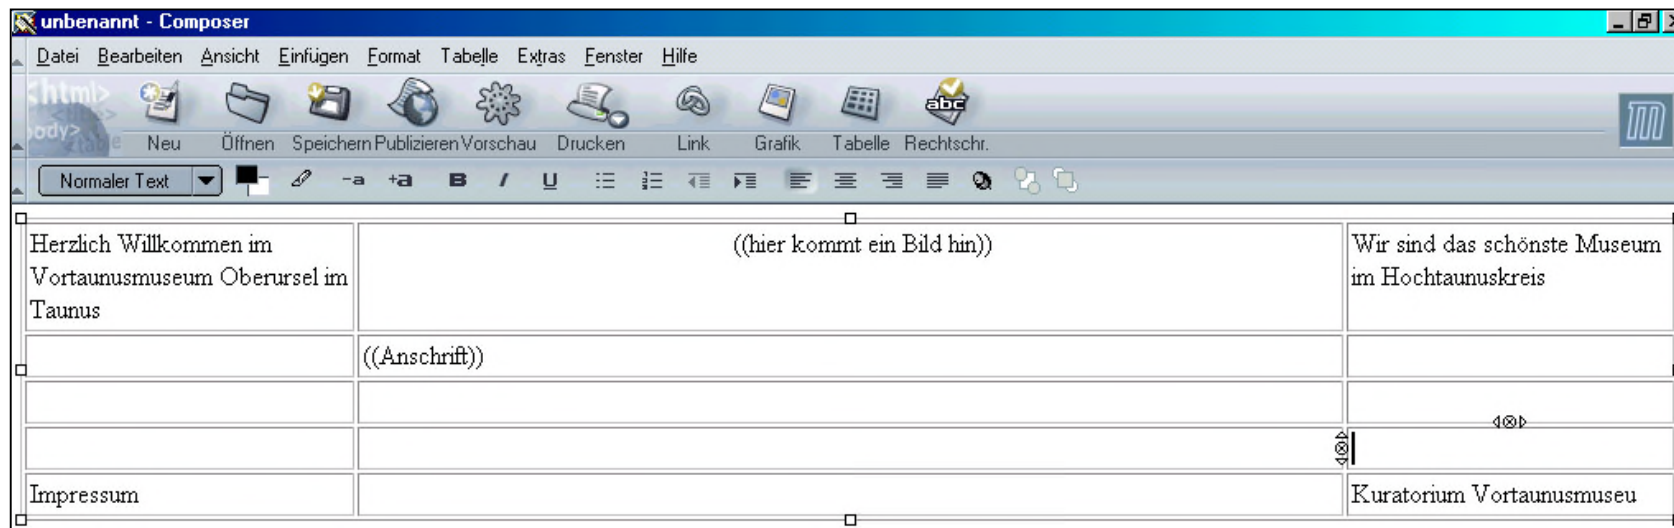 unbenannt - Composer
Datei Bearbeiten Ansicht Einfügen Format Tabelle Extras Fenster Hilfe
<html>
body>
Neu Öffnen Speichern Publizieren Vorschau Drucken Link Grafik Tabelle Rechtschr.
Normaler Text -a +a B I U
Herzlich Willkommen im
Vortaunusmuseum Oberursel im
Taunus
((hier kommt ein Bild hin))
Wir sind das schönste Museum
im Hochtaunuskreis
((Anschrift))
Impressum
Kuratorium Vortaunusmuseu